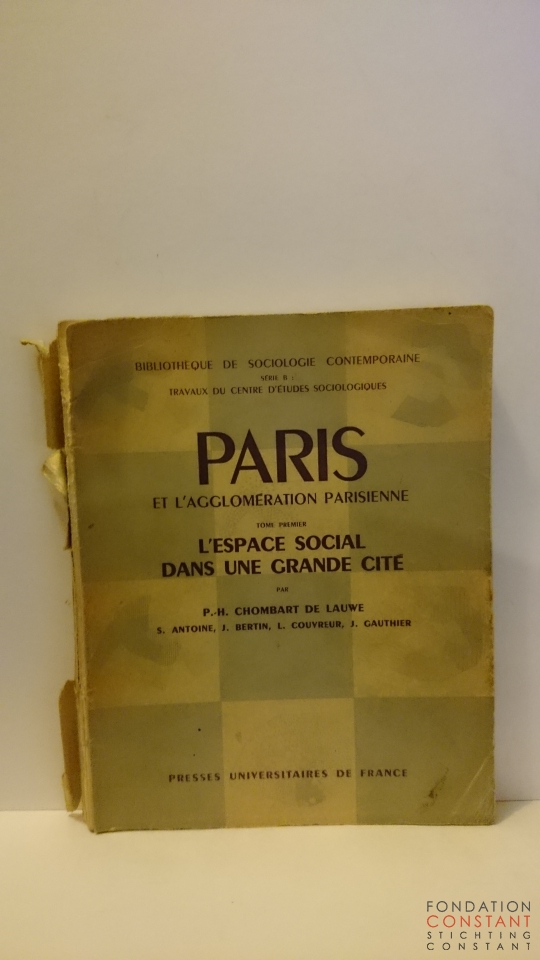 BIBLIOTHÈQUE DE SOCIOLOGIE CONTEMPORAINE
SÉRIE B :
TRAVAUX DU CENTRE D'ÉTUDES SOCIOLOGIQUES
PARIS
ET L'AGGLOMÉRATION PARISIENNE
TOME PREMIER
L'ESPACE SOCIAL
DANS UNE GRANDE CITÉ
PAR
P.-H. CHOMBART DE LAUWE
S. ANTOINE, J. BERTIN, L. COUVREUR, J. GAUTHIER
PRESSES UNIVERSITAIRES DE FRANCE
FONDATION
CONSTANT
STICHTING
CONSTANT